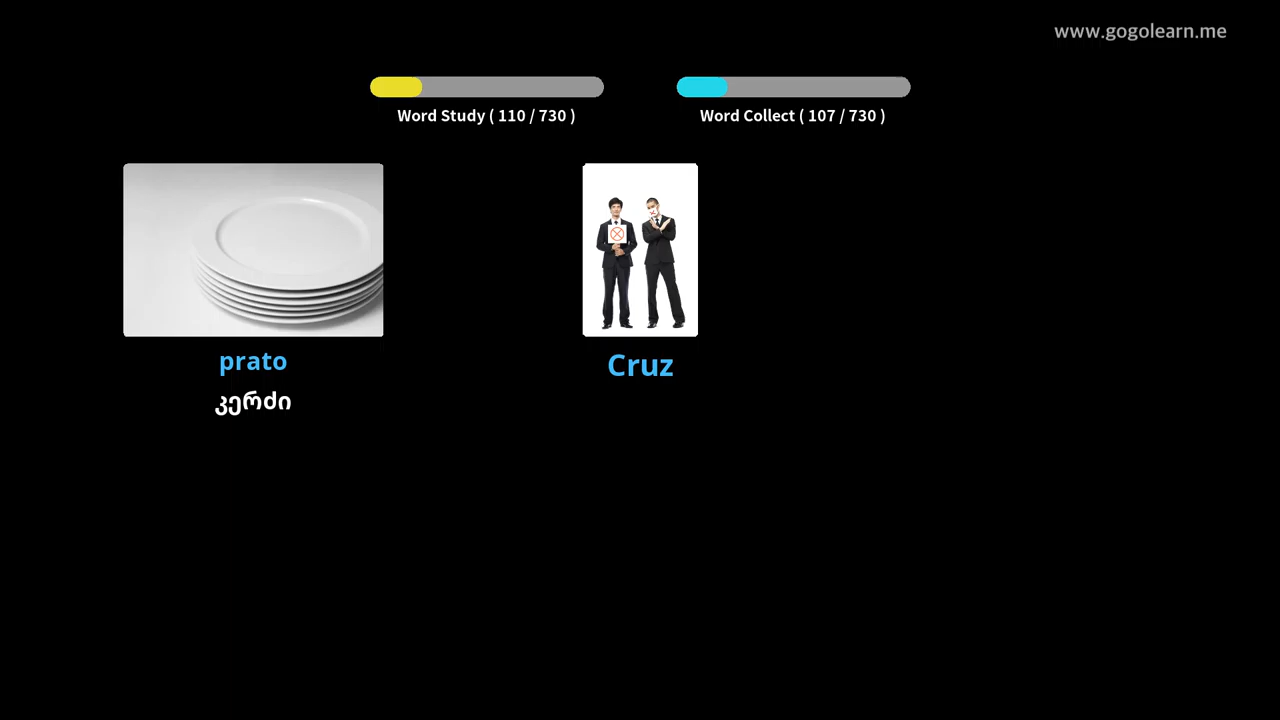 www.gogolearn.me
Word Study ( 110 / 730 )
Word Collect ( 107 / 730 )
prato
კერძი
Cruz